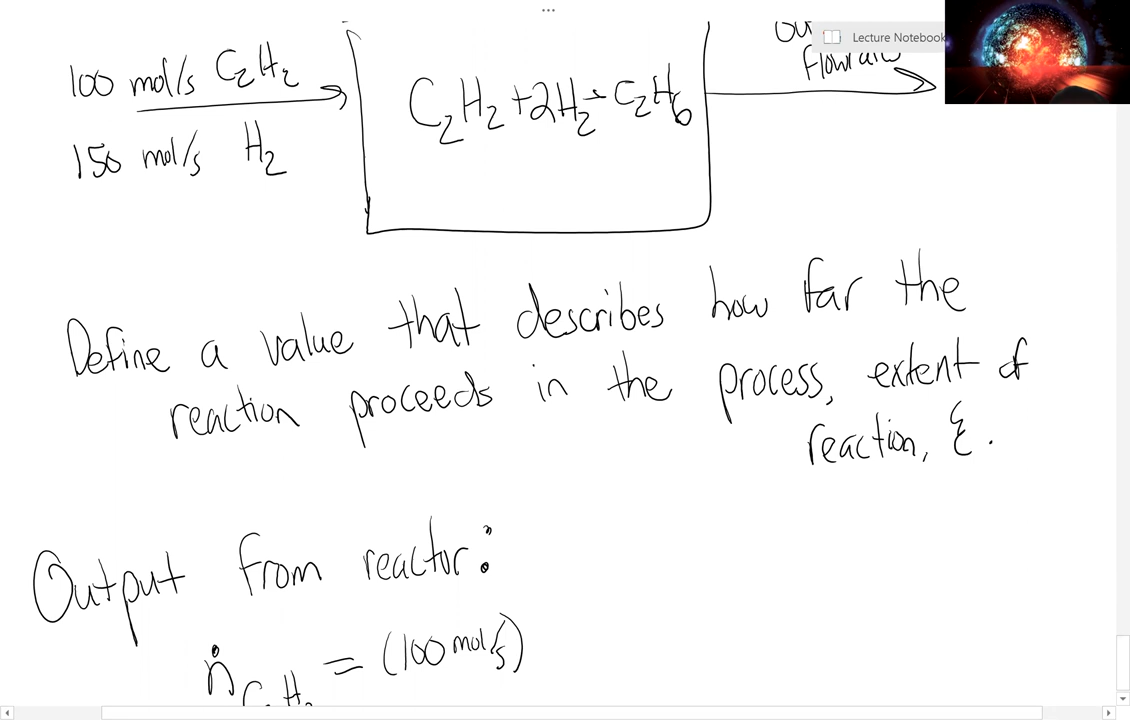 100 mol/s C₂H₂
150 mol/s H₂
C₂H₂ + 2H₂ → C₂H₆
Lecture Notebook
Define a value that describes how far the
reaction proceeds in the process, extent of
reaction, ξ.
Output from reactor:
ṅ C₂H₂ = (100 mol/s)